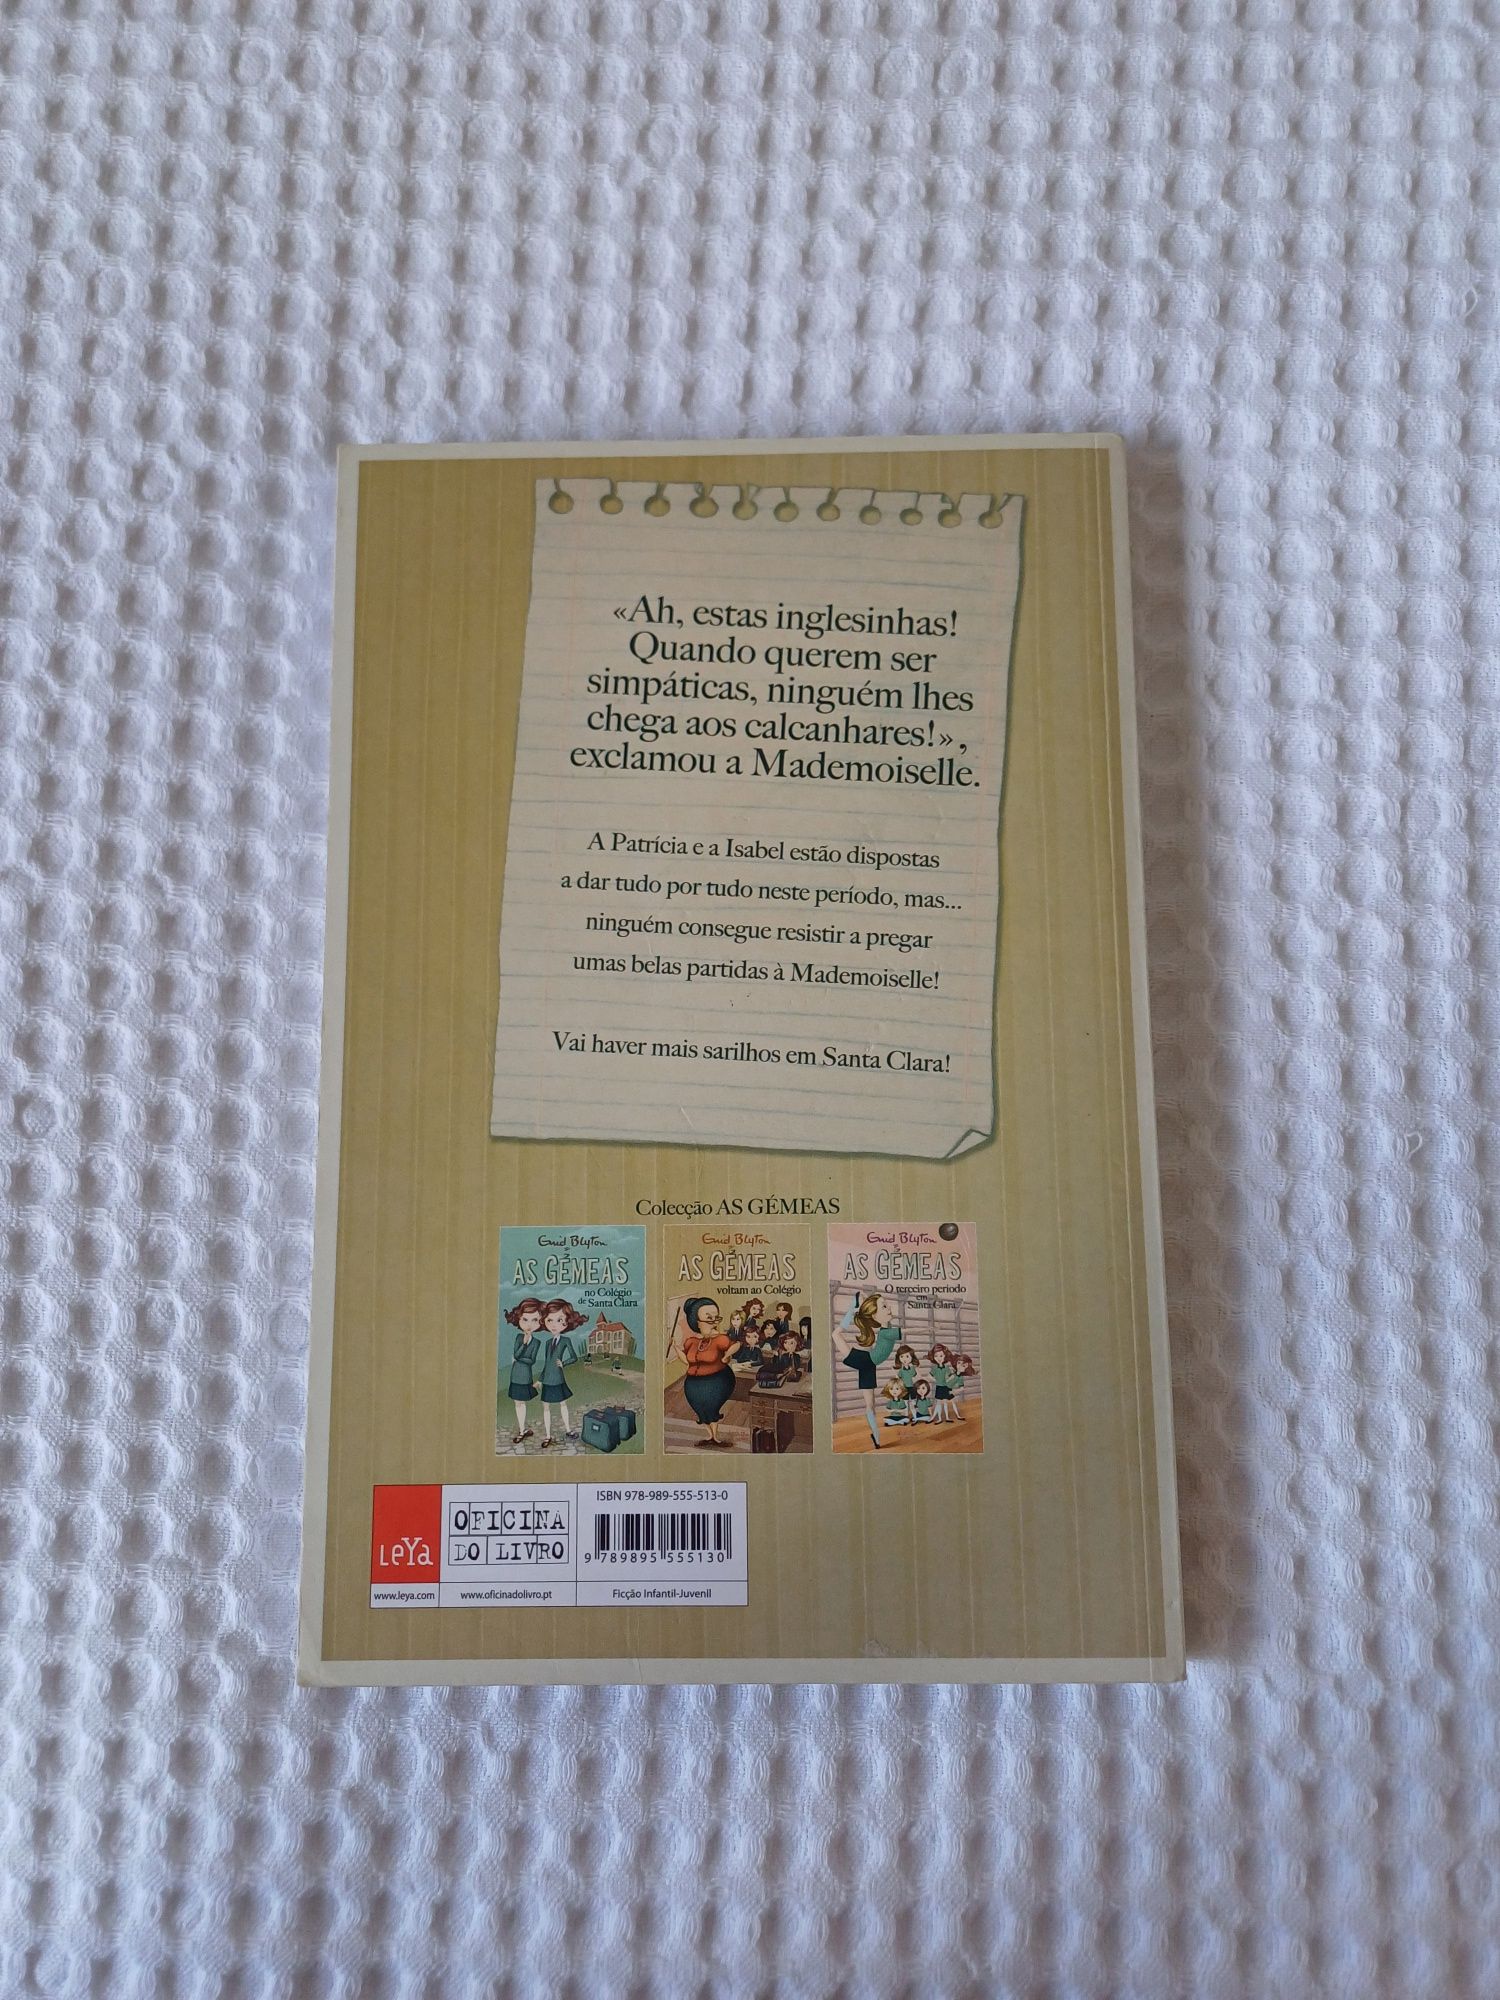 «Ah, estas inglesinhas!
Quando querem ser
simpáticas, ninguém lhes
chega aos calcanhares!»,
exclamou a Mademoiselle.
A Patrícia e a Isabel estão dispostas
a dar tudo por tudo neste período, mas...
ninguém consegue resistir a pregar
umas belas partidas à Mademoiselle!
Vai haver mais sarilhos em Santa Clara!
Colecção AS GÉMEAS
Enid Blyton
AS GÉMEAS
no Colégio
de Santa Clara
Enid Blyton
AS GÉMEAS
voltam ao Colégio
Enid Blyton
AS GÉMEAS
O terceiro período
em
Santa Clara
LeYa
www.leya.com
OFICINA
DO LIVRO
www.oficinadolivro.pt
ISBN 978-989-555-513-0
9 789895 555130
Ficção Infantil-Juvenil